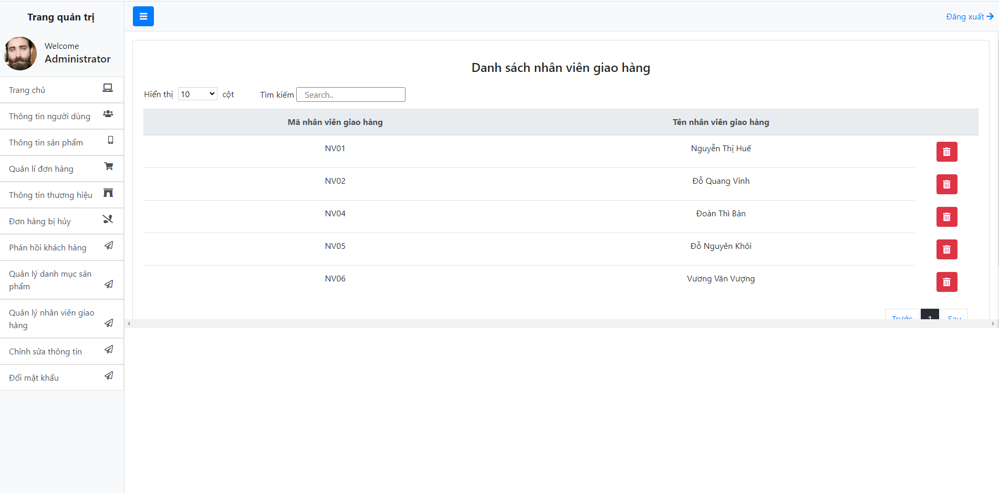 Trang quản trị
Đăng xuất
Welcome
Administrator
Trang chủ
Thông tin người dùng
Thông tin sản phẩm
Quản lí đơn hàng
Thông tin thương hiệu
Đơn hàng bị hủy
Phản hồi khách hàng
Quản lý danh mục sản
phẩm
Quản lý nhân viên giao
hàng
Chỉnh sửa thông tin
Đổi mật khẩu
Danh sách nhân viên giao hàng
Hiển thị 10 cột Tìm kiếm Search..
Mã nhân viên giao hàng Tên nhân viên giao hàng
NV01 Nguyễn Thị Huế
NV02 Đỗ Quang Vinh
NV04 Đoàn Thì Bàn
NV05 Đỗ Nguyên Khôi
NV06 Vương Văn Vượng
Trước 1 Sau